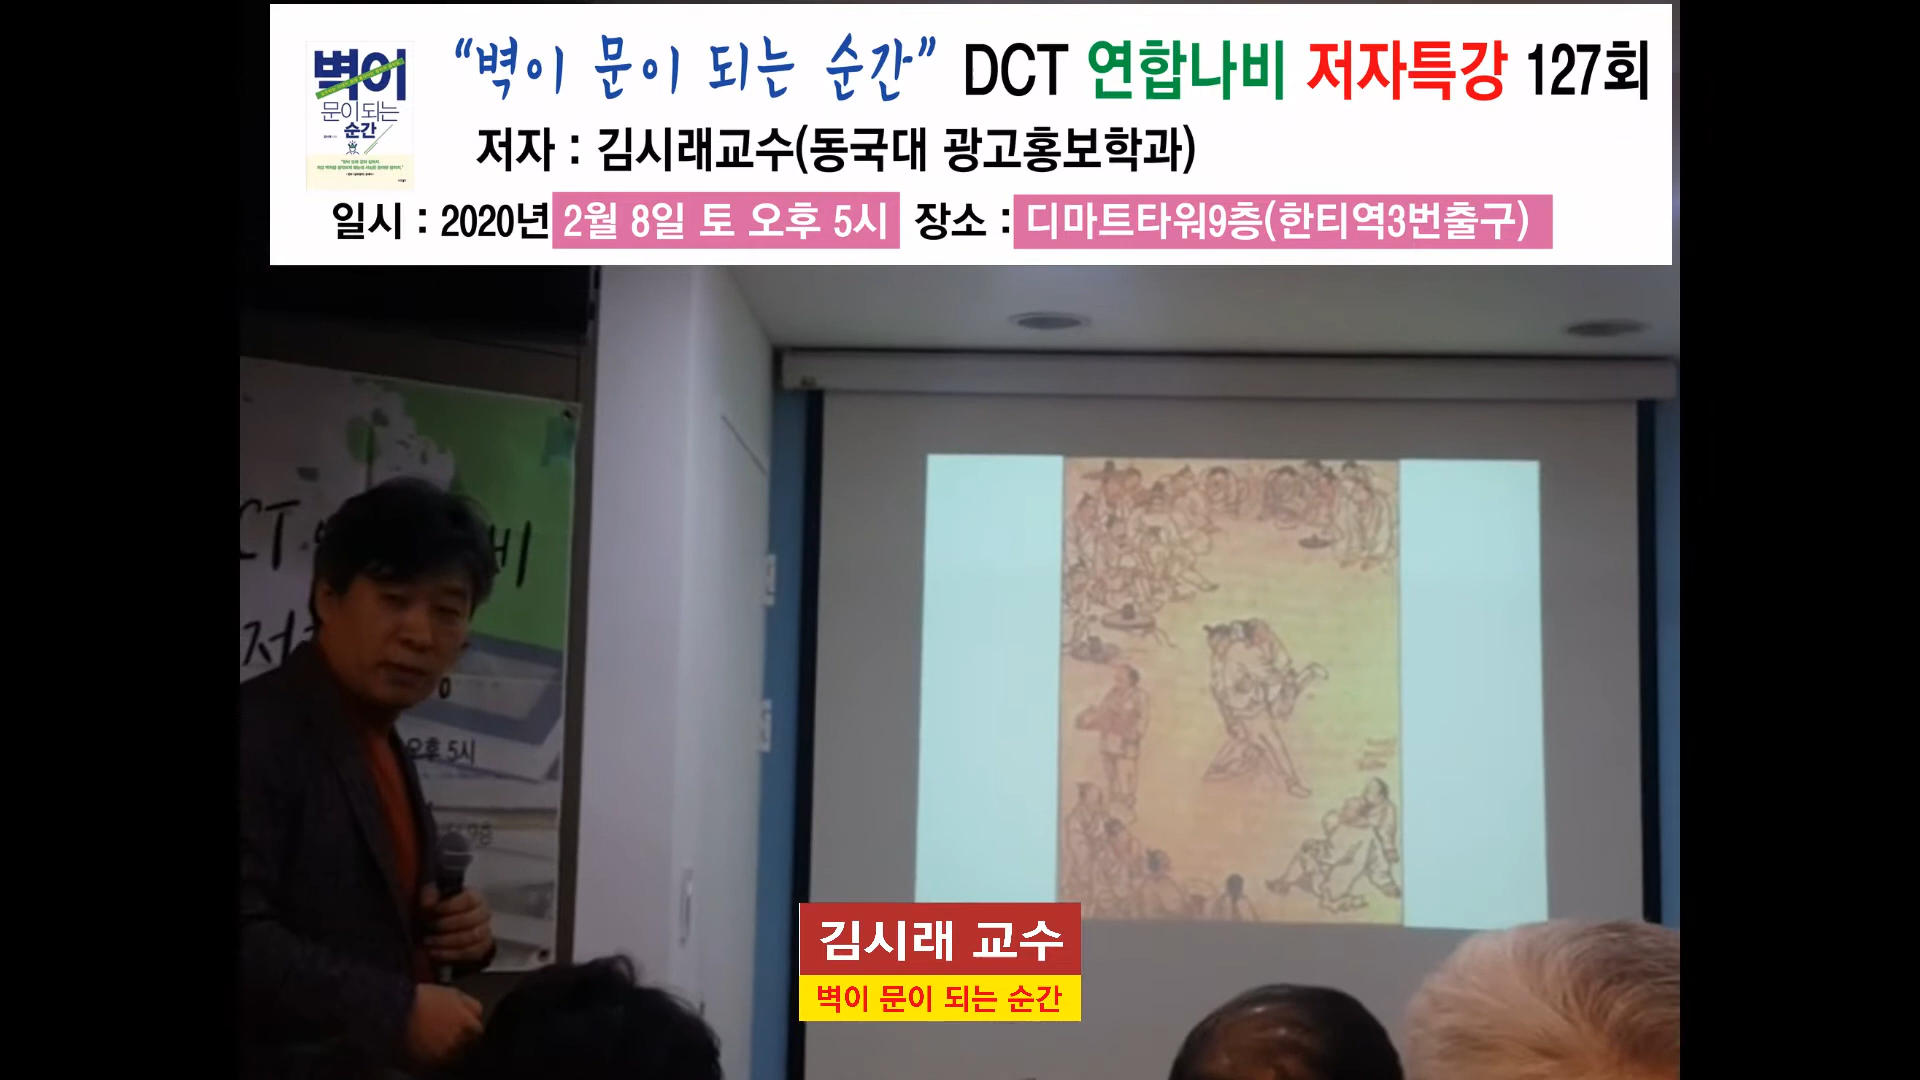 "벽이 문이 되는 순간" DCT 연합나비 저자특강 127회
저자 : 김시래교수(동국대 광고홍보학과)
일시 : 2020년 2월 8일 토 오후 5시 장소 : 디마트타워9층(한티역3번출구)
벽이
문이 되는
순간
CT
비
오후 5시
9층
김시래 교수
벽이 문이 되는 순간